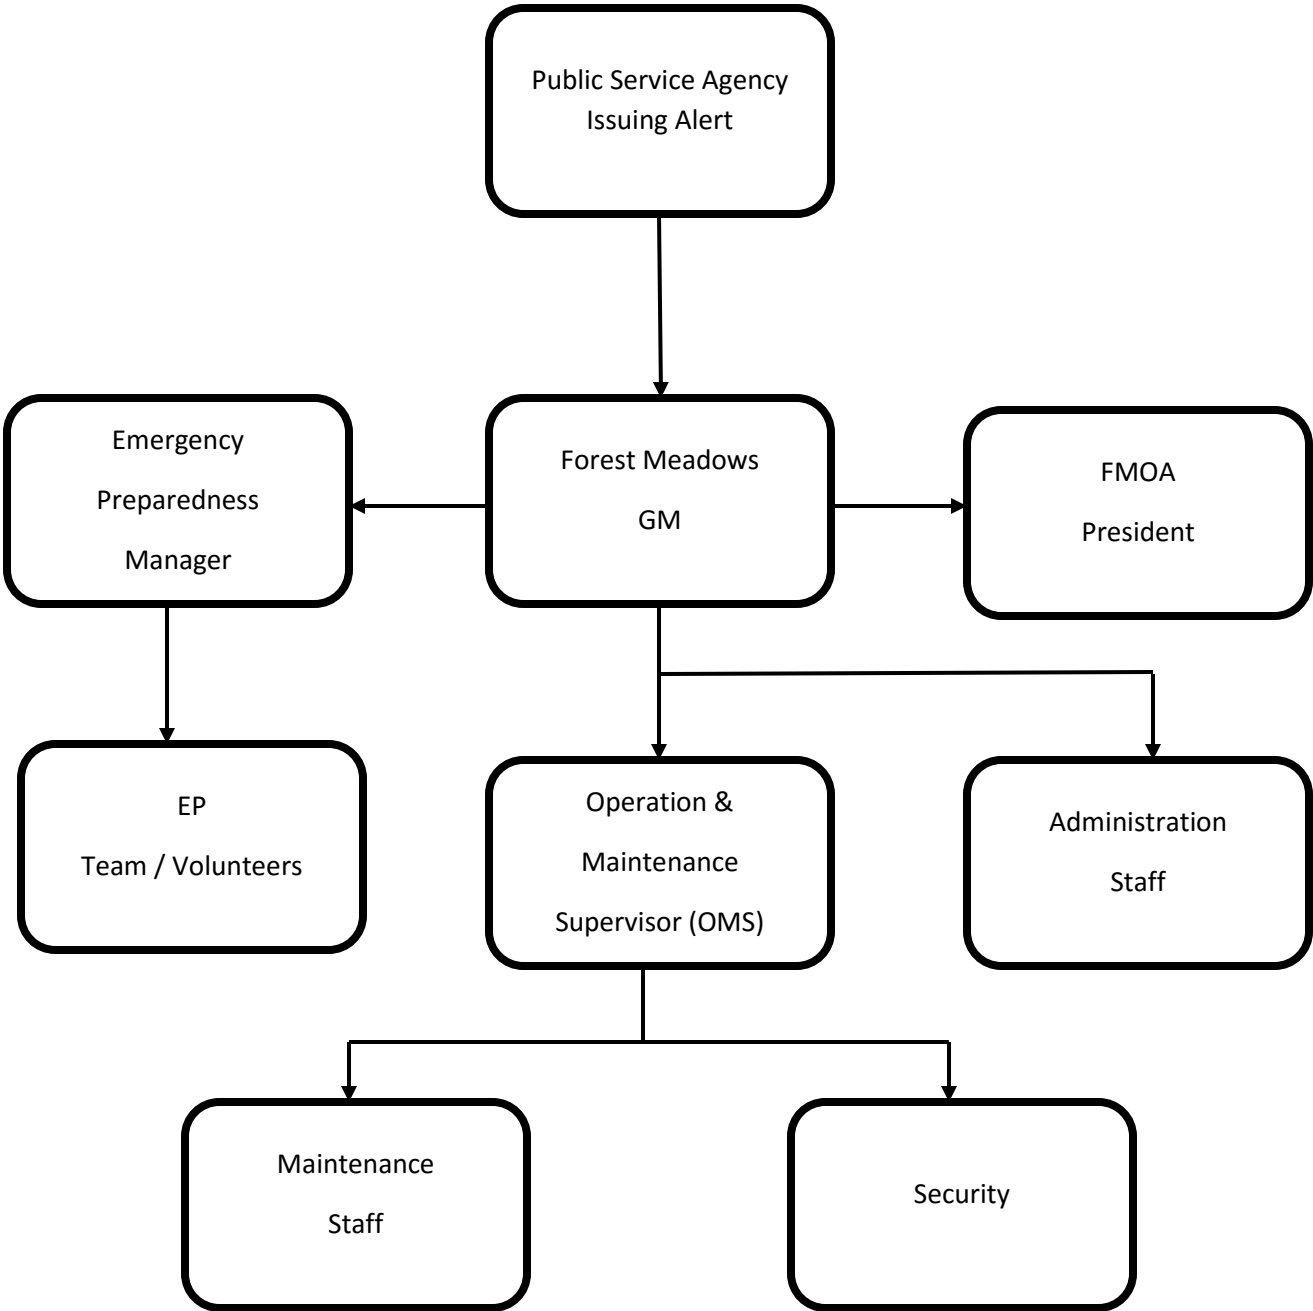 Public Service Agency
Issuing Alert
Emergency
Preparedness
Manager
Forest Meadows
GM
FMOA
President
EP
Team / Volunteers
Operation &
Maintenance
Supervisor (OMS)
Administration
Staff
Maintenance
Staff
Security